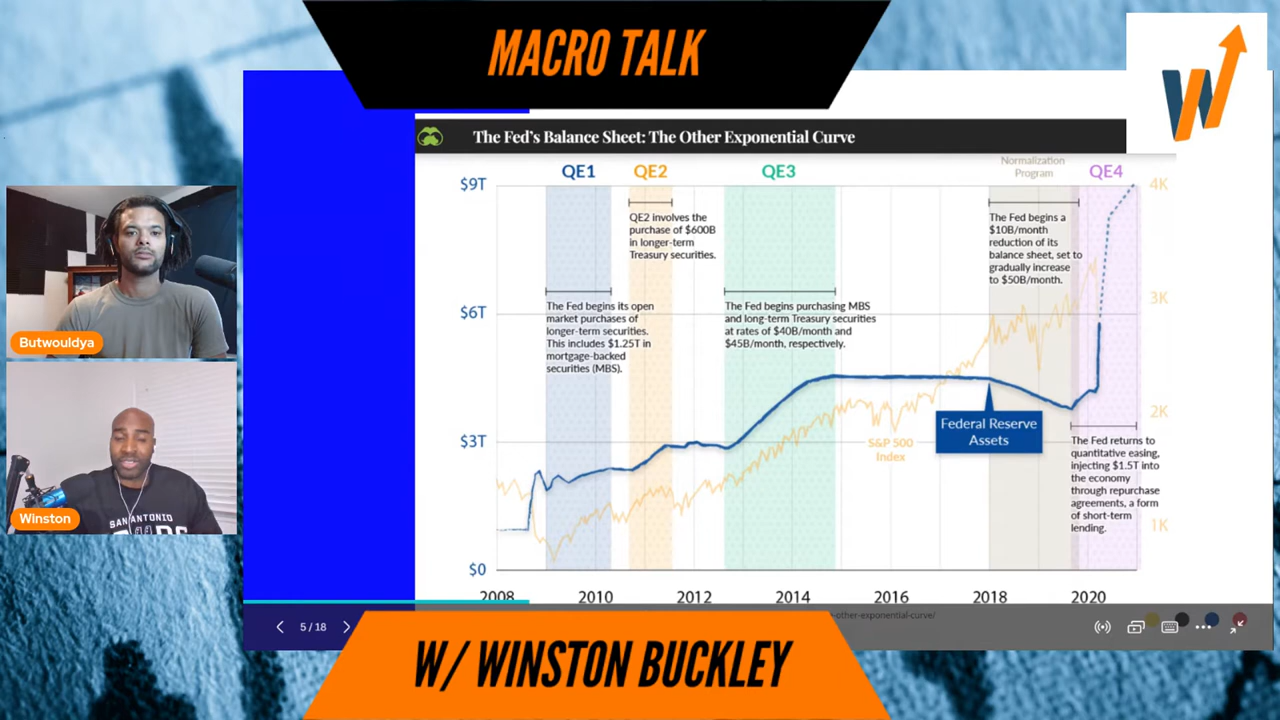 MACRO TALK
The Fed's Balance Sheet: The Other Exponential Curve
QE1
QE2
QE3
Normalization
Program
QE4
$9T
$6T
$3T
$0
4K
3K
2K
1K
QE2 involves the
purchase of $600B
in longer-term
Treasury securities.
The Fed begins a
$10B/month
reduction of its
balance sheet, set to
gradually increase
to $50B/month.
The Fed begins its open
market purchases of
longer-term securities.
This includes $1.25T in
mortgage-backed
securities (MBS).
The Fed begins purchasing MBS
and long-term Treasury securities
at rates of $40B/month and
$45B/month, respectively.
Federal Reserve
Assets
S&P 500
Index
The Fed returns to
quantitative easing,
injecting $1.5T into
the economy
through repurchase
agreements, a form
of short-term
lending.
2008
2010
2012
2014
2016
2018
2020
-other-exponential-curve/
5 / 18
Butwouldya
Winston
SAN ANTONIO
W/ WINSTON BUCKLEY